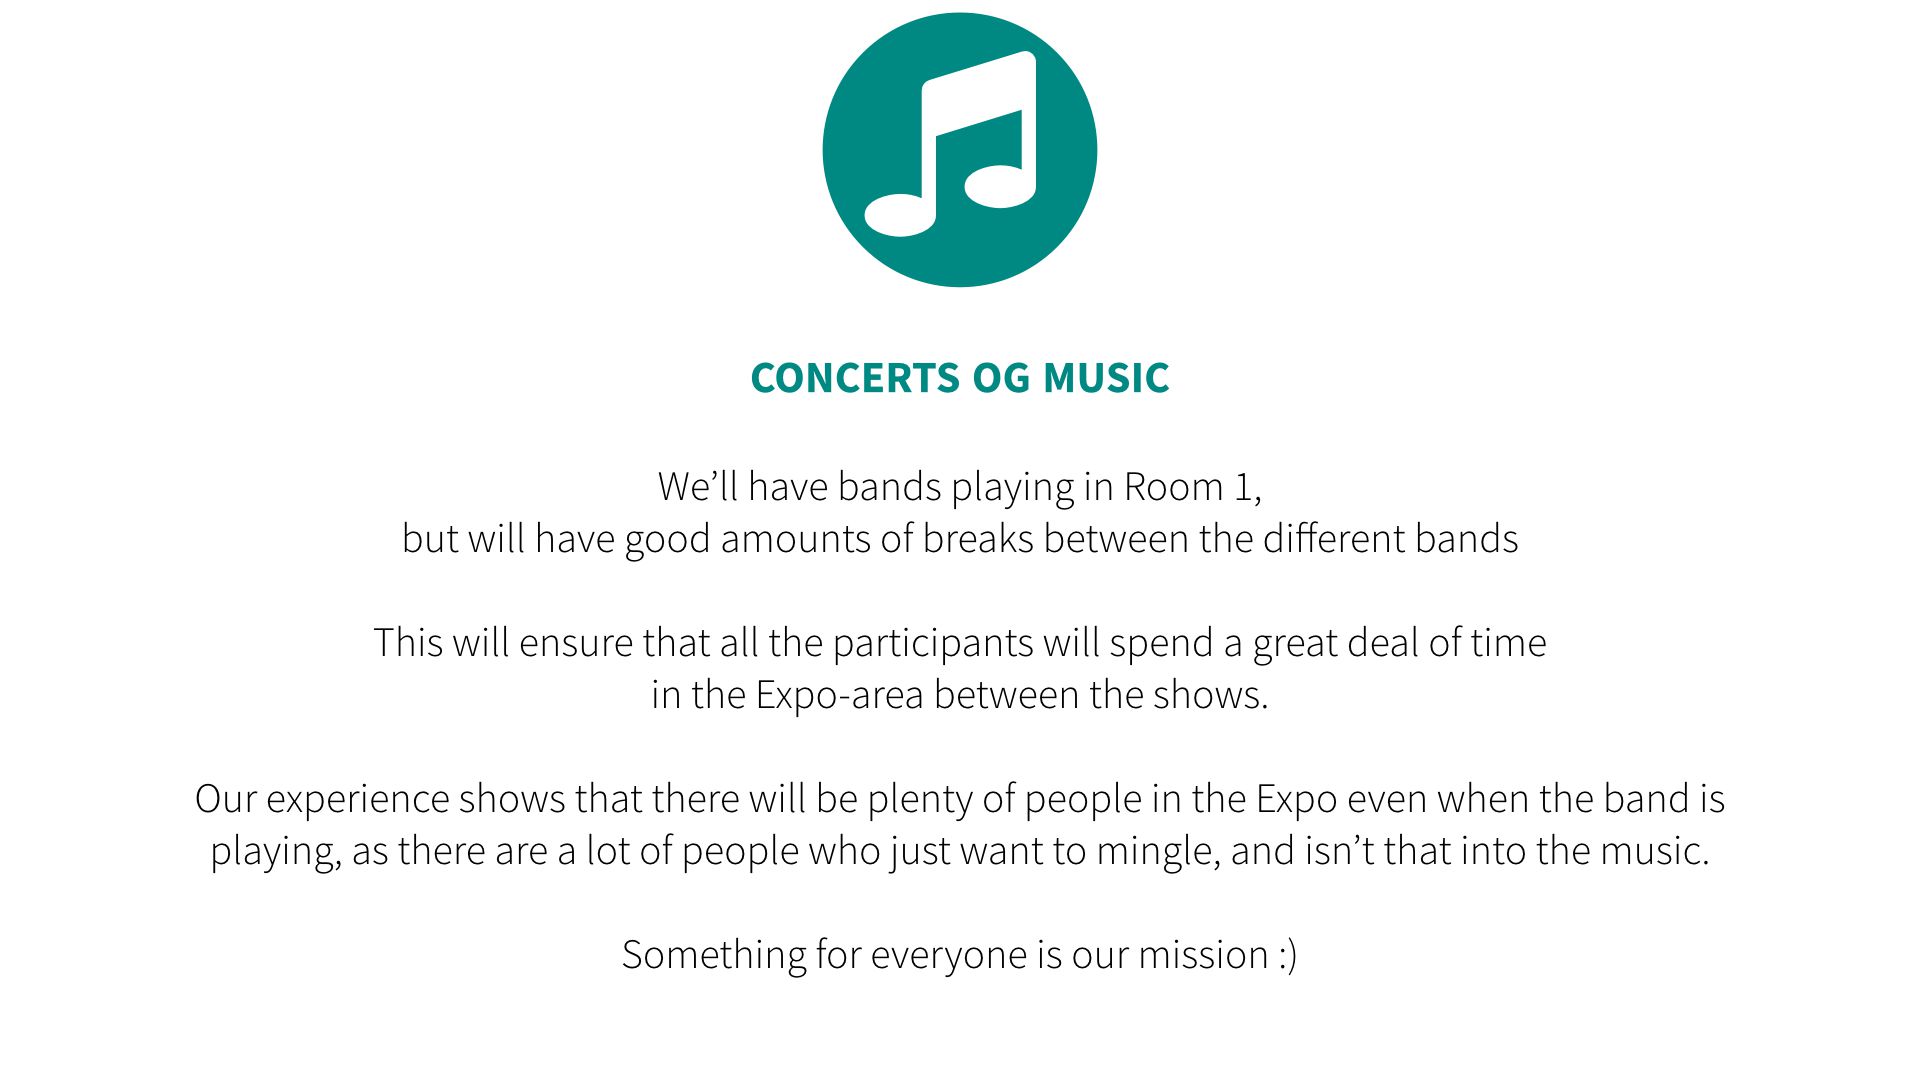 CONCERTS OG MUSIC
We’ll have bands playing in Room 1,
but will have good amounts of breaks between the different bands
This will ensure that all the participants will spend a great deal of time
in the Expo-area between the shows.
Our experience shows that there will be plenty of people in the Expo even when the band is
playing, as there are a lot of people who just want to mingle, and isn’t that into the music.
Something for everyone is our mission :)